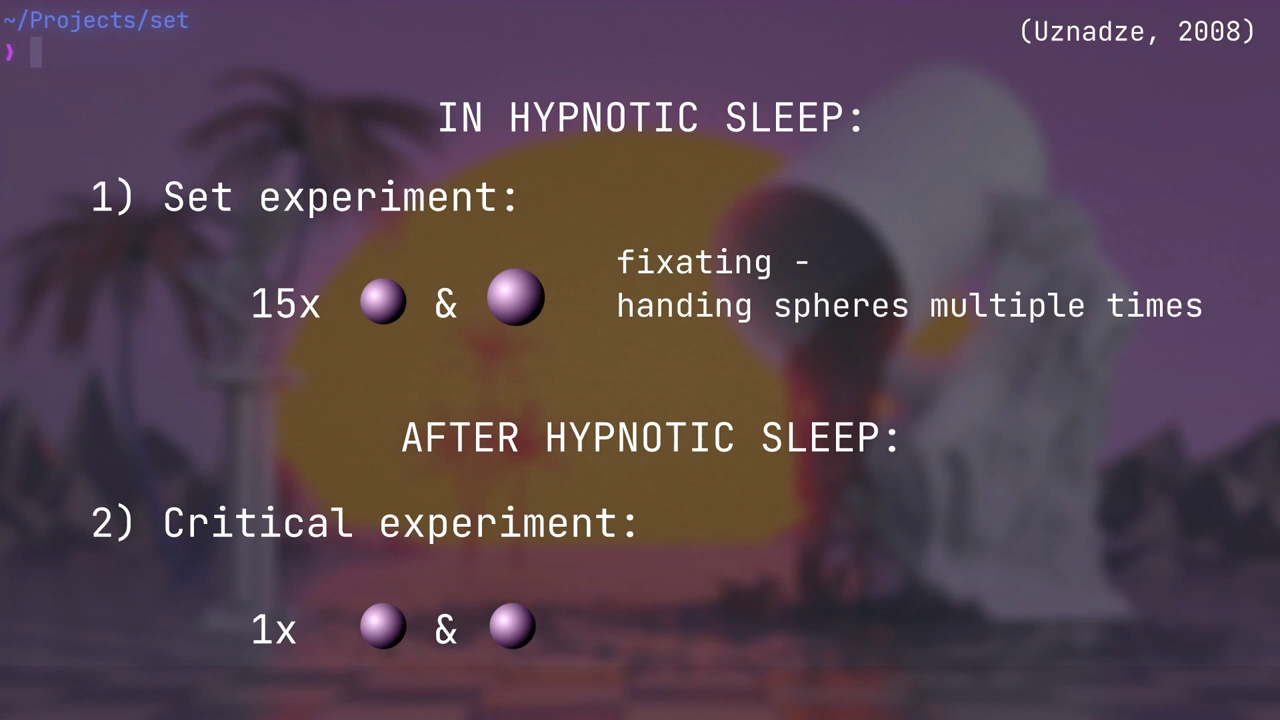 ~/Projects/set
❯
(Uznadze, 2008)
IN HYPNOTIC SLEEP:
1) Set experiment:
fixating -
15x & handing spheres multiple times
AFTER HYPNOTIC SLEEP:
2) Critical experiment:
1x &